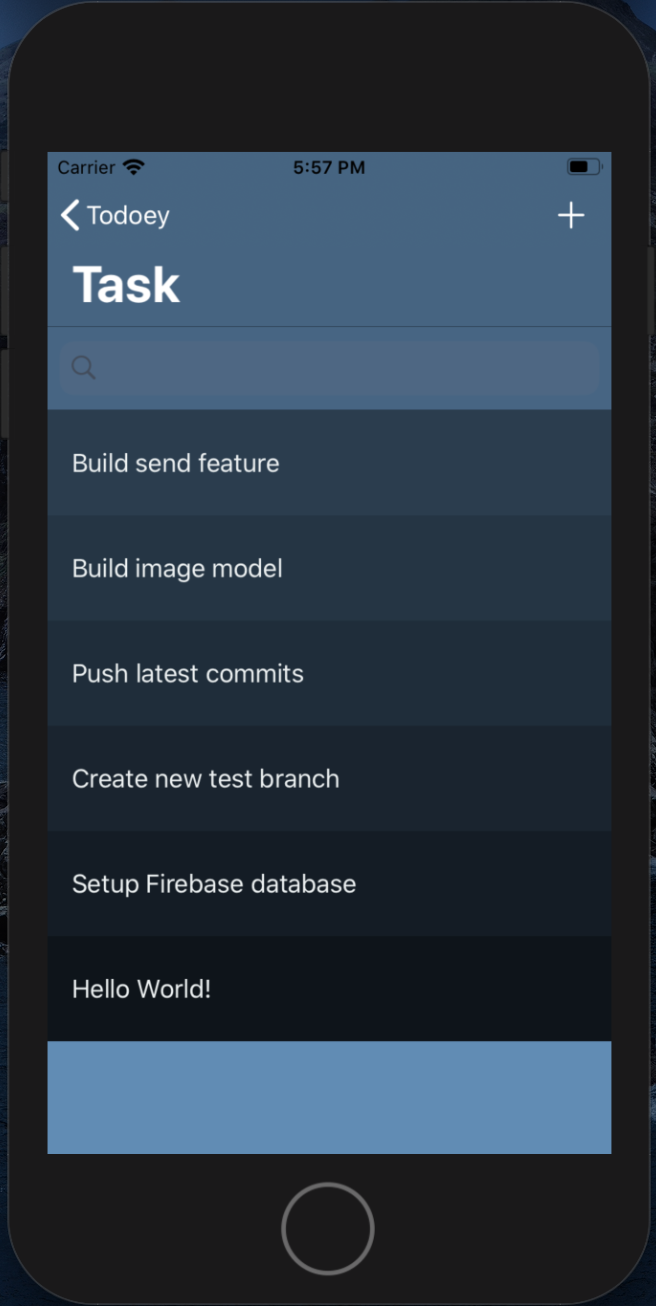 Carrier
5:57 PM
Todoey
Task
Build send feature
Build image model
Push latest commits
Create new test branch
Setup Firebase database
Hello World!